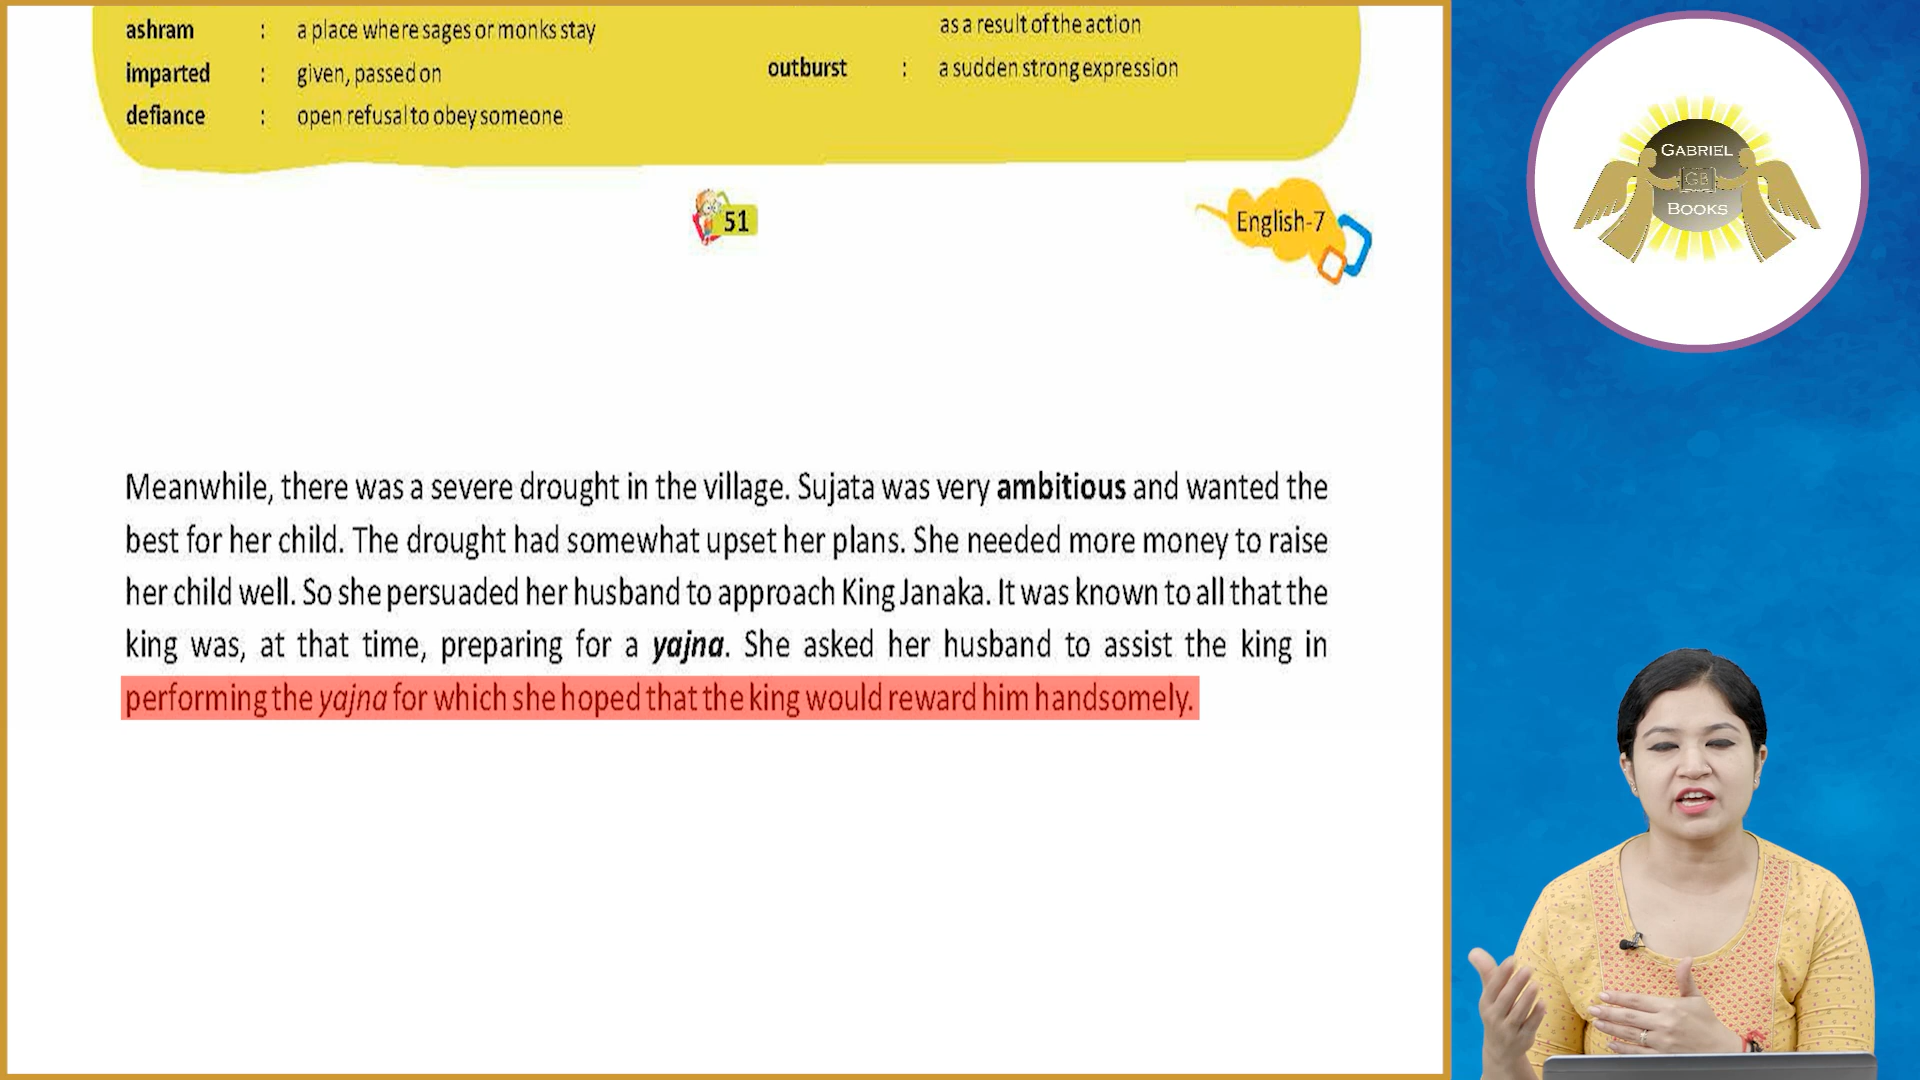 ashram : a place where sages or monks stay
imparted : given, passed on
defiance : open refusal to obey someone
as a result of the action
outburst : a sudden strong expression
51
English-7
Meanwhile, there was a severe drought in the village. Sujata was very ambitious and wanted the
best for her child. The drought had somewhat upset her plans. She needed more money to raise
her child well. So she persuaded her husband to approach King Janaka. It was known to all that the
king was, at that time, preparing for a yajna. She asked her husband to assist the king in
performing the yajna for which she hoped that the king would reward him handsomely.
GABRIEL
GB
BOOKS